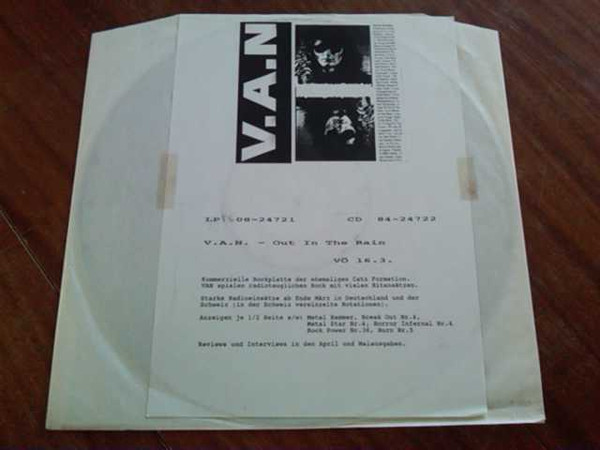 V.A.N
LP 08-24721 CD 84-24722
V.A.N. - Out In The Rain
VÖ 16.3.
Kommerzielle Rockplatte der ehemaligen Catz Formation.
VAN spielen radiotauglichen Rock mit vielen Hitansätzen.
Starke Radioeinsätze ab Ende März in Deutschland und der
Schweiz (in der Schweiz vereinzelte Rotationen).
Anzeigen je 1/2 Seite s/w: Metal Hammer, Break Out Nr.4,
Metal Star Nr.4, Horror Infernal Nr.4
Rock Power Nr.36, Burn Nr.5
Reviews und Interviews in den April und Maiausgaben.